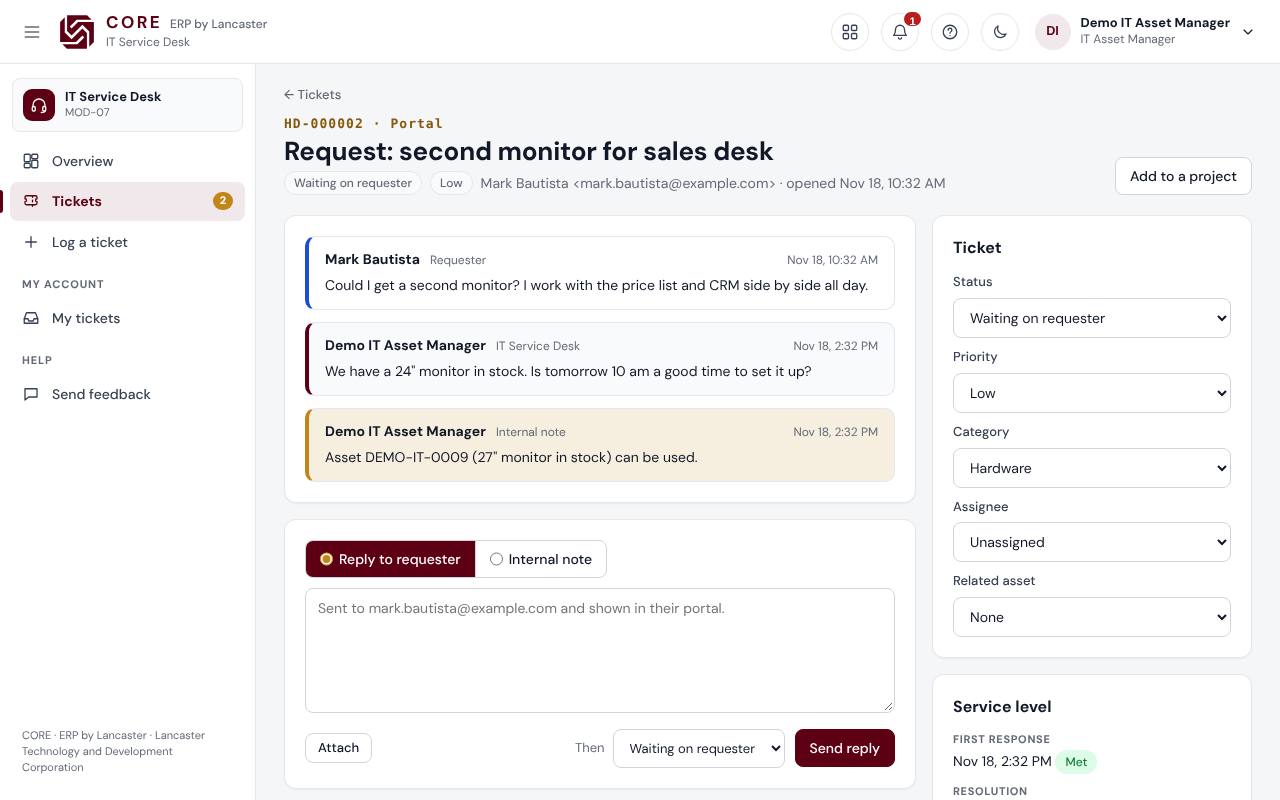 CORE ERP by Lancaster
IT Service Desk
1
DI
Demo IT Asset Manager
IT Asset Manager
IT Service Desk
MOD-07
Overview
Tickets 2
Log a ticket
MY ACCOUNT
My tickets
HELP
Send feedback
CORE · ERP by Lancaster · Lancaster
Technology and Development
Corporation
← Tickets
HD-000002 · Portal
Request: second monitor for sales desk
Waiting on requester Low Mark Bautista <mark.bautista@example.com> · opened Nov 18, 10:32 AM
Add to a project
Mark Bautista Requester Nov 18, 10:32 AM
Could I get a second monitor? I work with the price list and CRM side by side all day.
Demo IT Asset Manager IT Service Desk Nov 18, 2:32 PM
We have a 24" monitor in stock. Is tomorrow 10 am a good time to set it up?
Demo IT Asset Manager Internal note Nov 18, 2:32 PM
Asset DEMO-IT-0009 (27" monitor in stock) can be used.
Reply to requester Internal note
Sent to mark.bautista@example.com and shown in their portal.
Attach Then Waiting on requester Send reply
Ticket
Status
Waiting on requester
Priority
Low
Category
Hardware
Assignee
Unassigned
Related asset
None
Service level
FIRST RESPONSE
Nov 18, 2:32 PM Met
RESOLUTION